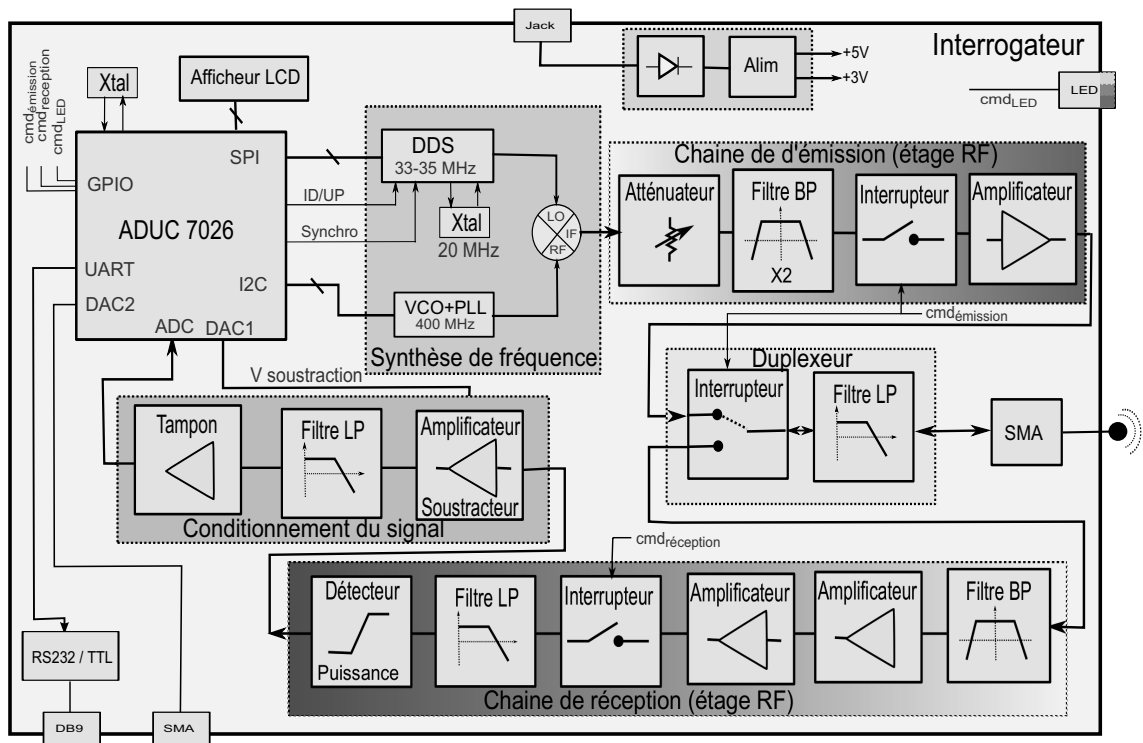 Jack
Interrogateur
+5V
Alim
+3V
LED
cmdLED
cmdémission
cmdreception
cmdLED
Xtal
Afficheur LCD
SPI
GPIO
ADUC 7026
UART
DAC2
I2C
ADC
DAC1
ID/UP
Synchro
DDS
33-35 MHz
Xtal
20 MHz
LO
IF
RF
VCO+PLL
400 MHz
Synthèse de fréquence
Chaine de d'émission (étage RF)
Atténuateur
Filtre BP
X2
Interrupteur
Amplificateur
cmdémission
Duplexeur
Interrupteur
Filtre LP
SMA
V soustraction
Tampon
Filtre LP
Amplificateur
Soustracteur
Conditionnement du signal
cmdréception
Détecteur
Puissance
Filtre LP
Interrupteur
Amplificateur
Amplificateur
Filtre BP
Chaine de réception (étage RF)
RS232 / TTL
DB9
SMA